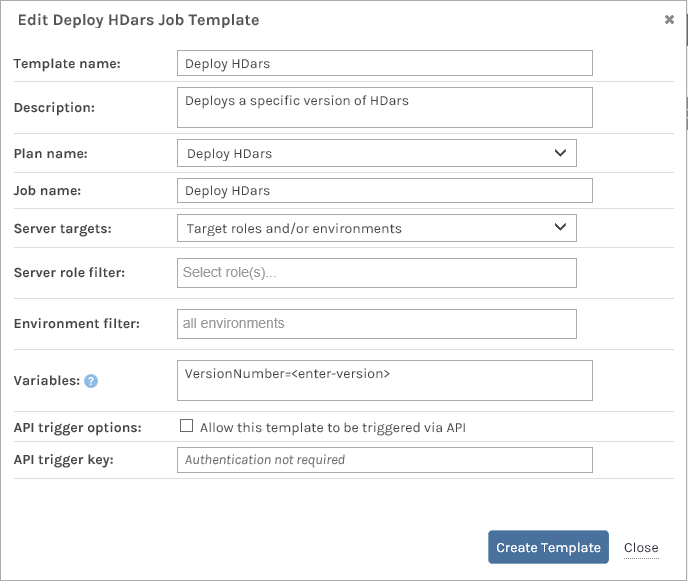 Edit Deploy HDars Job Template
Template name: Deploy HDars
Description: Deploys a specific version of HDars
Plan name: Deploy HDars
Job name: Deploy HDars
Server targets: Target roles and/or environments
Server role filter: Select role(s)...
Environment filter: all environments
Variables: ? VersionNumber=<enter-version>
API trigger options: Allow this template to be triggered via API
API trigger key: Authentication not required
Create Template Close